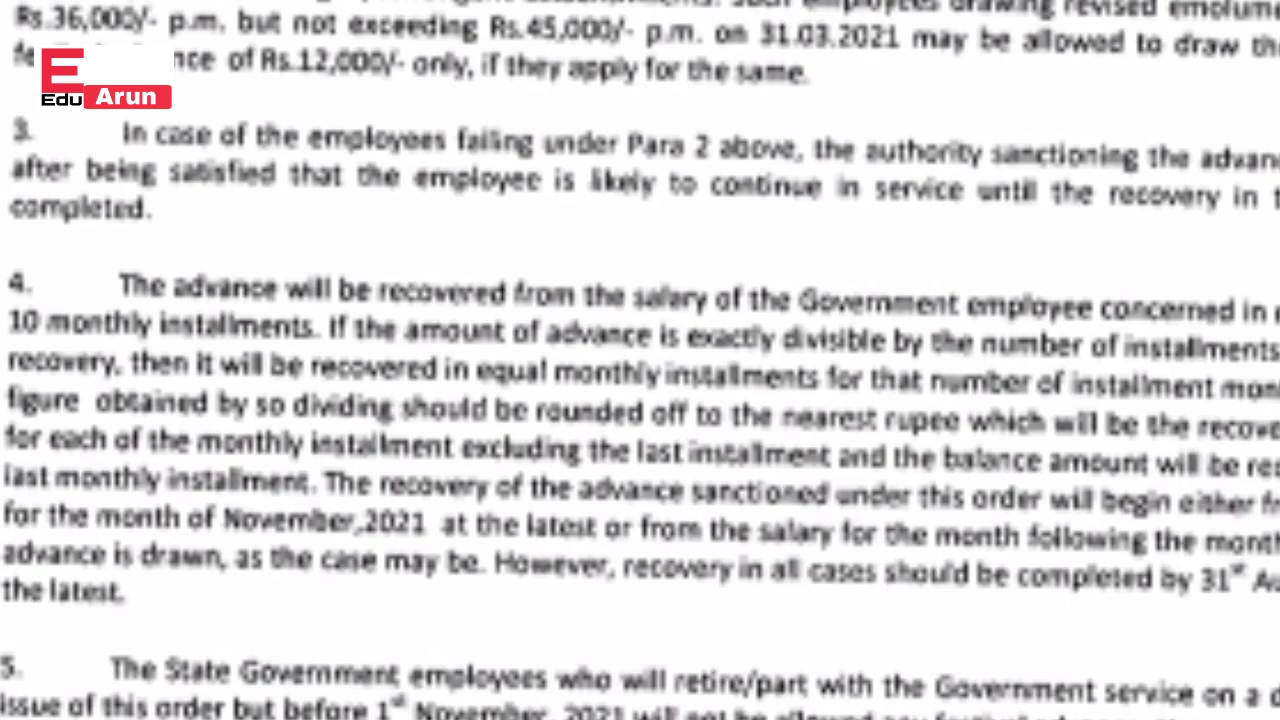 employees drawing revised
Rs.36,000/- p.m. but not exceeding Rs.45,000/- p.m. on 31.03.2021 may be allowed to draw
of Rs.12,000/- only, if they apply for the same.
E
Edu Arun
3. In case of the employees falling under Para 2 above, the authority sanctioning the
after being satisfied that the employee is likely to continue in service until the recovery in
completed.
4. The advance will be recovered from the salary of the Government employee concerned in
10 monthly installments. If the amount of advance is exactly divisible by the number of installments
recovery, then it will be recovered in equal monthly installments for that number of installment
figure obtained by so dividing should be rounded off to the nearest rupee which will be the
for each of the monthly installment excluding the last installment and the balance amount will be
last monthly installment. The recovery of the advance sanctioned under this order will begin either
for the month of November,2021 at the latest or from the salary for the month following the month
advance is drawn, as the case may be. However, recovery in all cases should be completed by 31st
the latest.
5. The State Government employees who will retire/part with the Government service on a
issue of this order but before 1st November, 2021 will not be allowed any festival